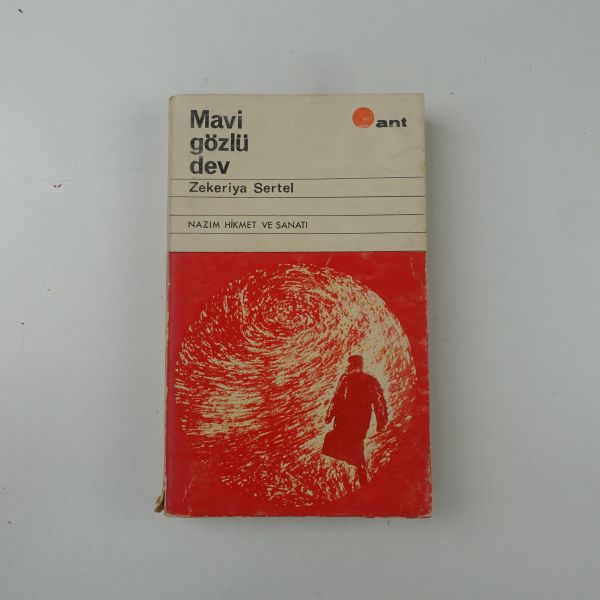 Mavi
gözlü
dev
ant
Zekeriya Sertel
NAZIM HİKMET VE SANATI